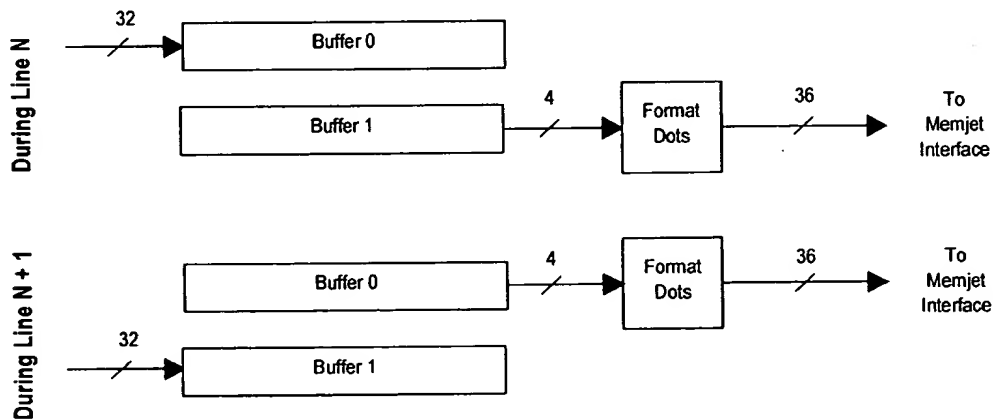 During Line N
32
Buffer 0
Buffer 1
4
Format
Dots
36
To
Memjet
Interface
During Line N + 1
Buffer 0
4
Format
Dots
36
To
Memjet
Interface
32
Buffer 1